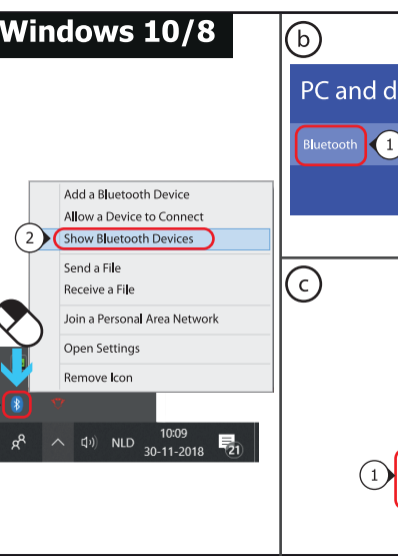 Windows 10/8
Add a Bluetooth Device
Allow a Device to Connect
2
Show Bluetooth Devices
Send a File
Receive a File
Join a Personal Area Network
Open Settings
Remove Icon
NLD
10:09
30-11-2018
21
b
PC and d
Bluetooth
1
c
1